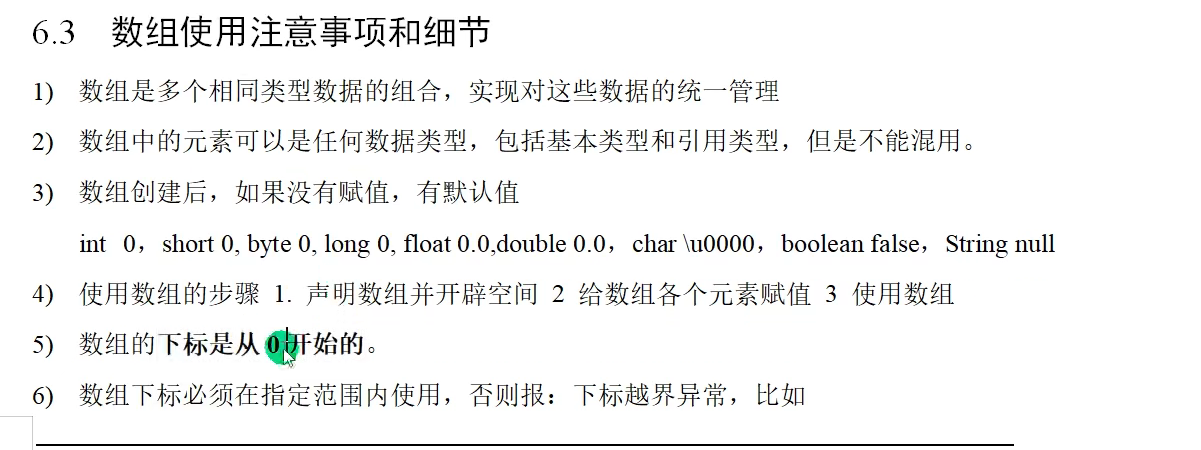 6.3 数组使用注意事项和细节
1) 数组是多个相同类型数据的组合，实现对这些数据的统一管理
2) 数组中的元素可以是任何数据类型，包括基本类型和引用类型，但是不能混用。
3) 数组创建后，如果没有赋值，有默认值
int 0，short 0, byte 0, long 0, float 0.0,double 0.0，char \u0000，boolean false，String null
4) 使用数组的步骤 1. 声明数组并开辟空间 2 给数组各个元素赋值 3 使用数组
5) 数组的下标是从 0 开始的。
6) 数组下标必须在指定范围内使用，否则报：下标越界异常，比如